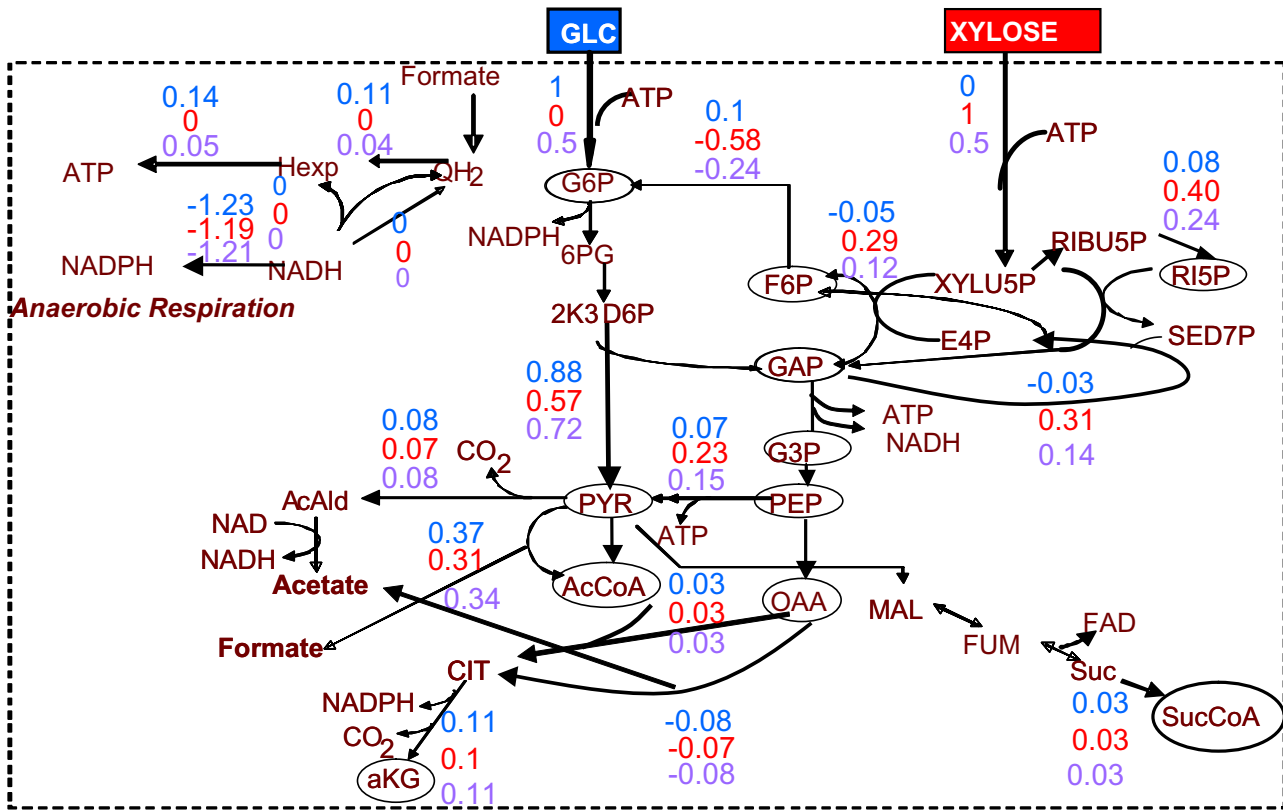 GLC
XYLOSE
Formate
0.14
0
0.05
0.11
0
0.04
ATP
Hexp
QH2
1
0
0.5
ATP
0.1
-0.58
-0.24
0
1
0.5
ATP
0.08
0.40
0.24
G6P
NADPH
6PG
-1.23
-1.19
-1.21
0
0
0
0
0
0
NADPH
NADH
Anaerobic Respiration
-0.05
0.29
0.12
F6P
XYLU5P
RIBU5P
RI5P
2K3D6P
E4P
SED7P
GAP
0.88
0.57
0.72
-0.03
0.31
0.14
ATP
NADH
G3P
0.08
0.07
0.08
CO2
0.07
0.23
0.15
AcAld
PYR
PEP
ATP
NAD
NADH
Acetate
0.37
0.31
0.34
AcCoA
0.03
0.03
0.03
OAA
MAL
FUM
FAD
Suc
SucCoA
Formate
CIT
NADPH
CO2
aKG
0.11
0.1
0.11
-0.08
-0.07
-0.08
0.03
0.03
0.03